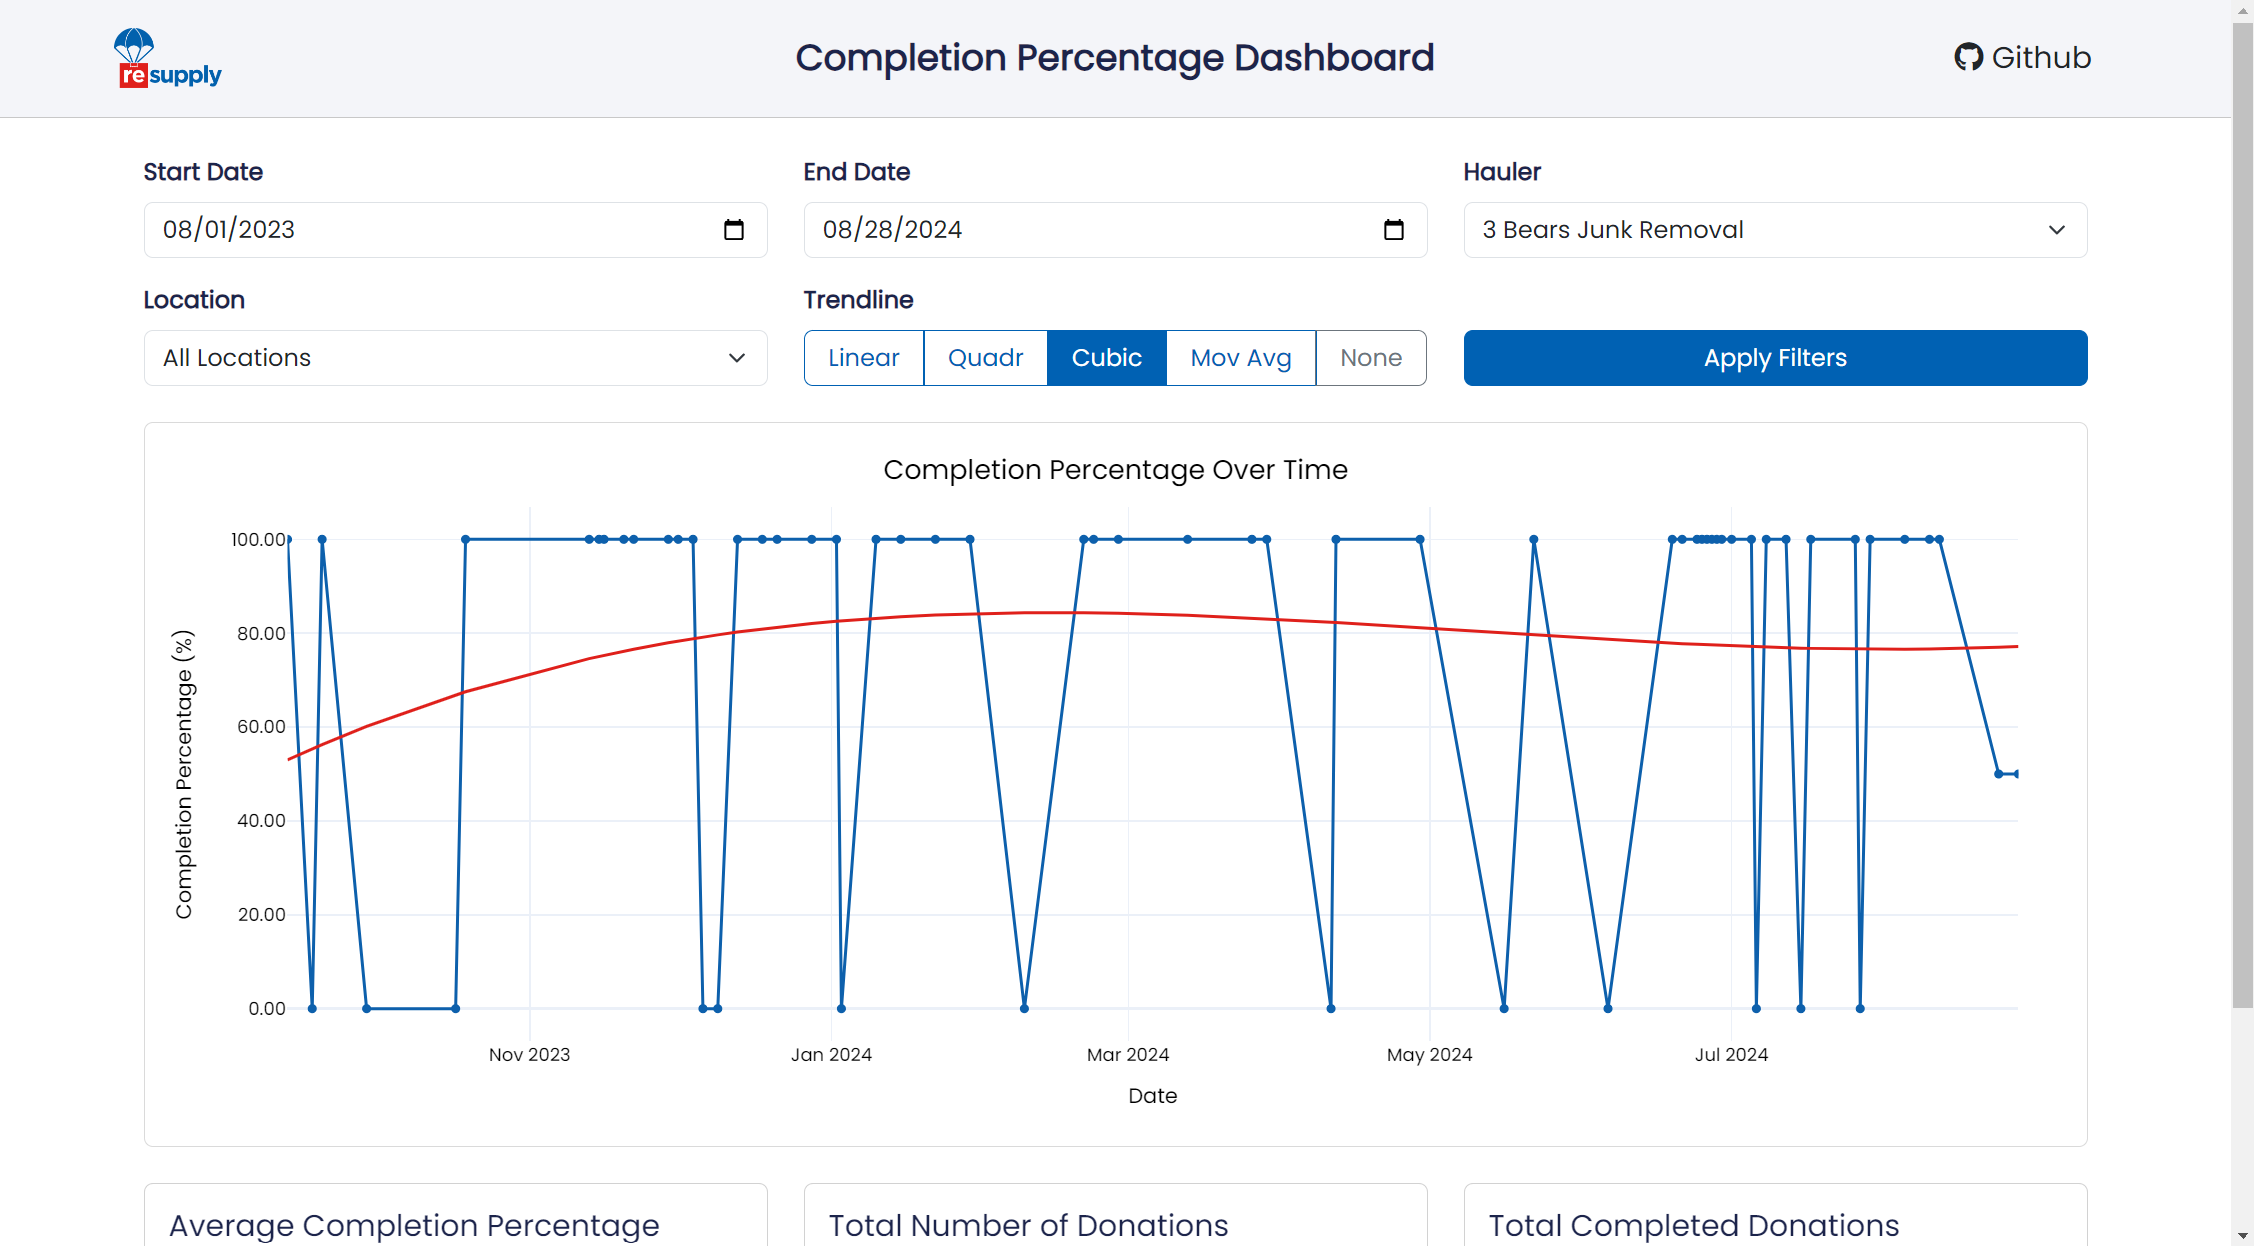 resupply
Completion Percentage Dashboard
Github
Start Date
End Date
Hauler
08/01/2023
08/28/2024
3 Bears Junk Removal
Location
Trendline
All Locations
Linear
Quadr
Cubic
Mov Avg
None
Apply Filters
Completion Percentage Over Time
100.00
80.00
60.00
40.00
20.00
0.00
Completion Percentage (%)
Nov 2023
Jan 2024
Mar 2024
May 2024
Jul 2024
Date
Average Completion Percentage
Total Number of Donations
Total Completed Donations